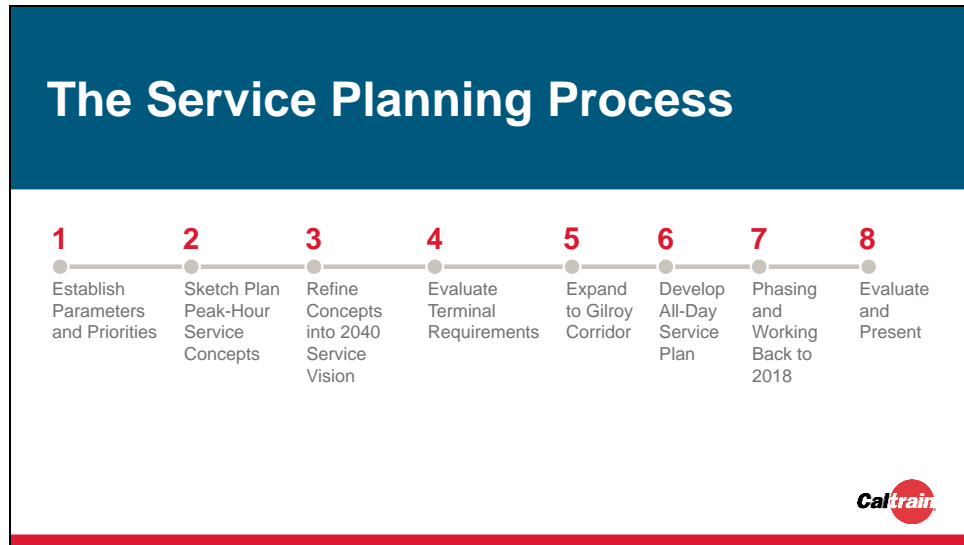 The Service Planning Process
1
Establish
Parameters
and Priorities
2
Sketch Plan
Peak-Hour
Service
Concepts
3
Refine
Concepts
into 2040
Service
Vision
4
Evaluate
Terminal
Requirements
5
Expand
to Gilroy
Corridor
6
Develop
All-Day
Service
Plan
7
Phasing
and
Working
Back to
2018
8
Evaluate
and
Present
Caltrain